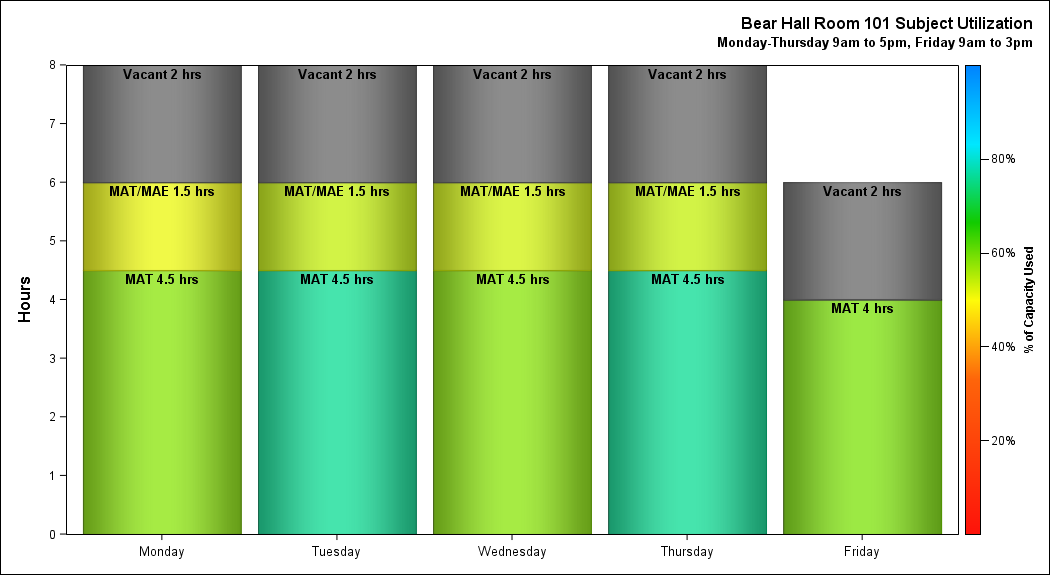 Bear Hall Room 101 Subject Utilization
Monday-Thursday 9am to 5pm, Friday 9am to 3pm
8
7
6
5
4
3
2
1
0
Hours
Vacant 2 hrs
MAT/MAE 1.5 hrs
MAT 4.5 hrs
Vacant 2 hrs
MAT/MAE 1.5 hrs
MAT 4.5 hrs
Vacant 2 hrs
MAT/MAE 1.5 hrs
MAT 4.5 hrs
Vacant 2 hrs
MAT/MAE 1.5 hrs
MAT 4.5 hrs
Vacant 2 hrs
MAT 4 hrs
Monday
Tuesday
Wednesday
Thursday
Friday
80%
60%
40%
20%
% of Capacity Used